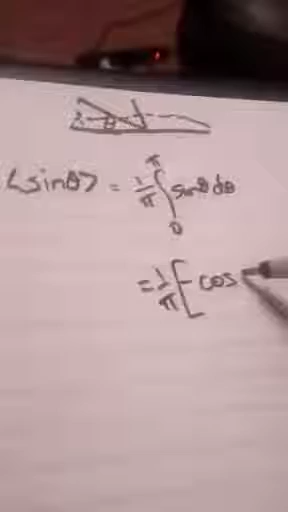 <sinθ> = 1/π ∫₀^π sinθ dθ
= 1/π [- cos